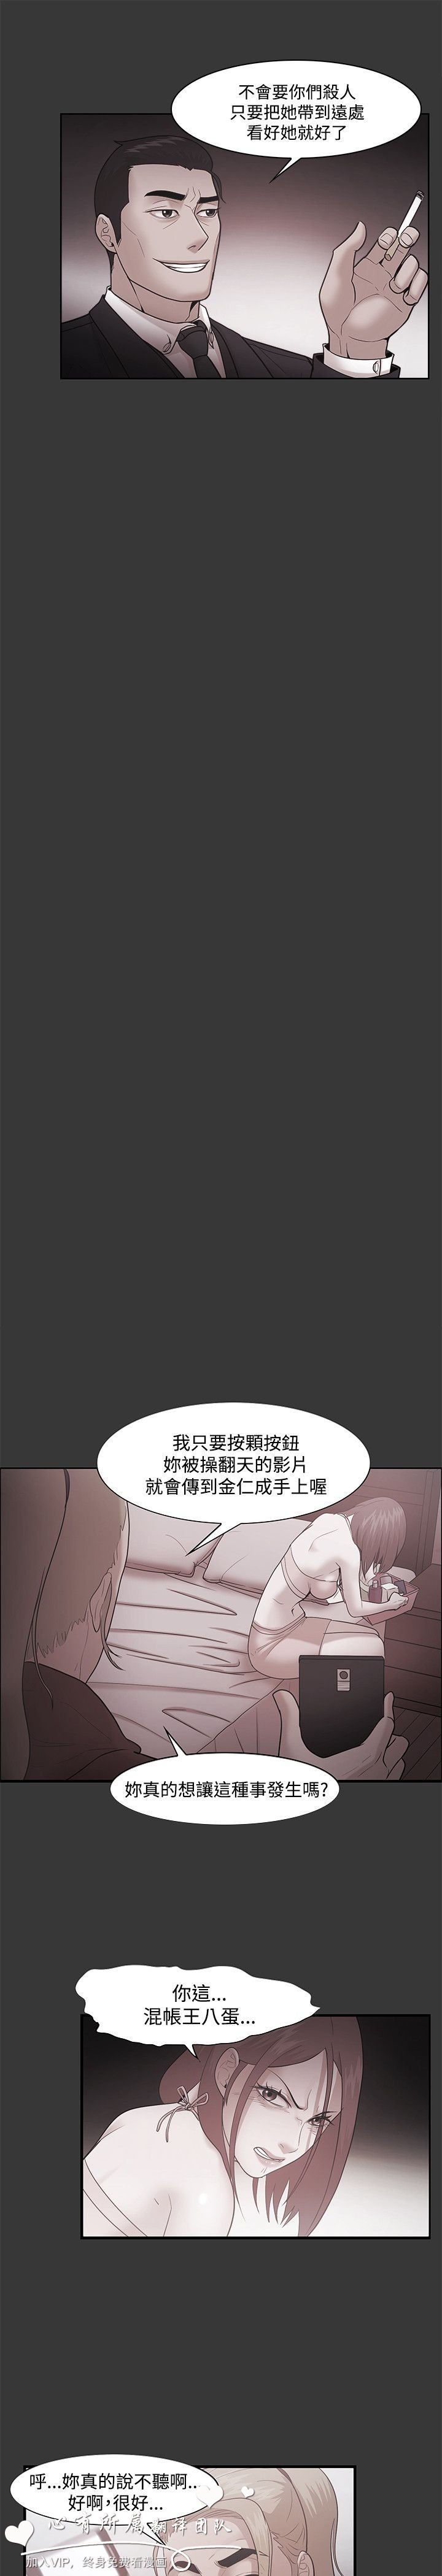 不會要你們殺人
只要把她帶到遠處
看好她就好了
我只要按顆按鈕
妳被操翻天的影片
就會傳到金仁成手上喔
妳真的想讓這種事發生嗎?
你這...
混帳王八蛋...
呼...妳真的說不聽啊...
好啊,很好...
心有所属翻译团队
加入VIP，终身免费看漫画